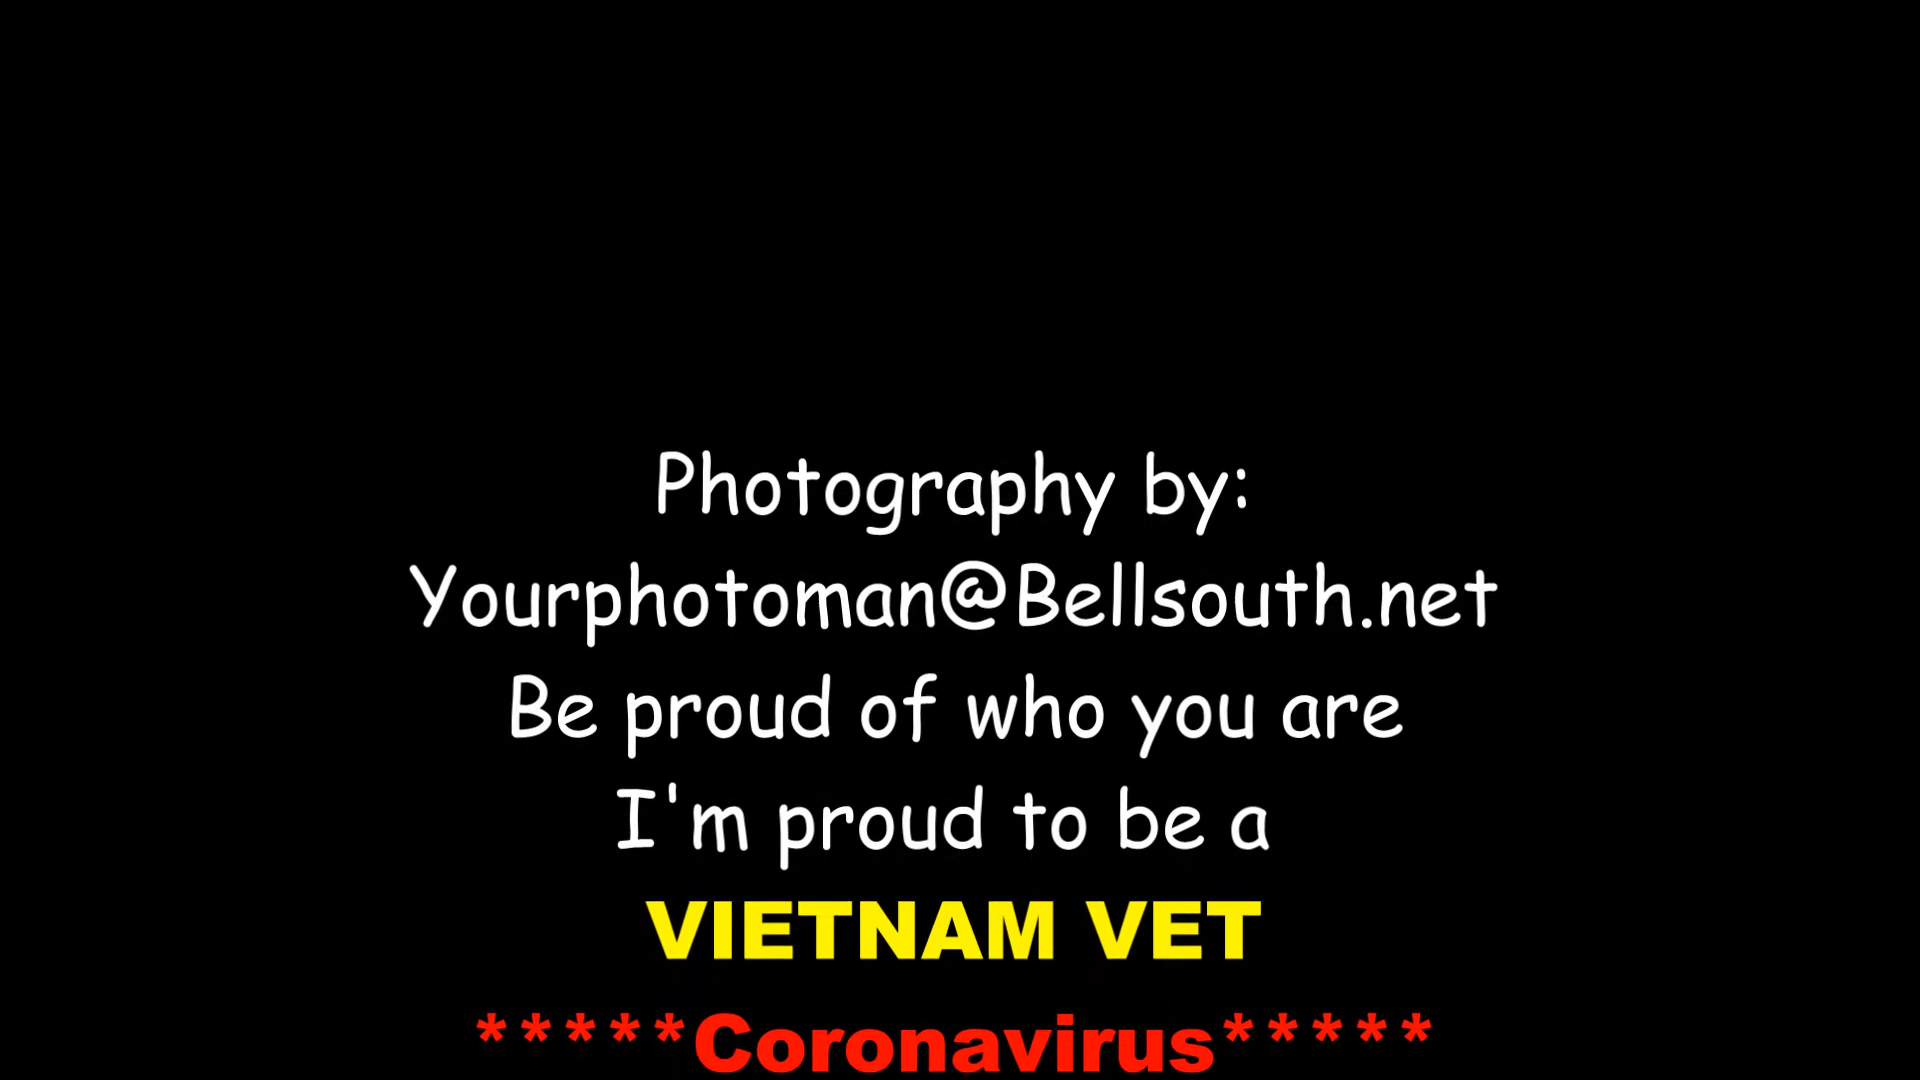 Photography by:
Yourphotoman@Bellsouth.net
Be proud of who you are
I'm proud to be a
VIETNAM VET
*****Coronavirus*****